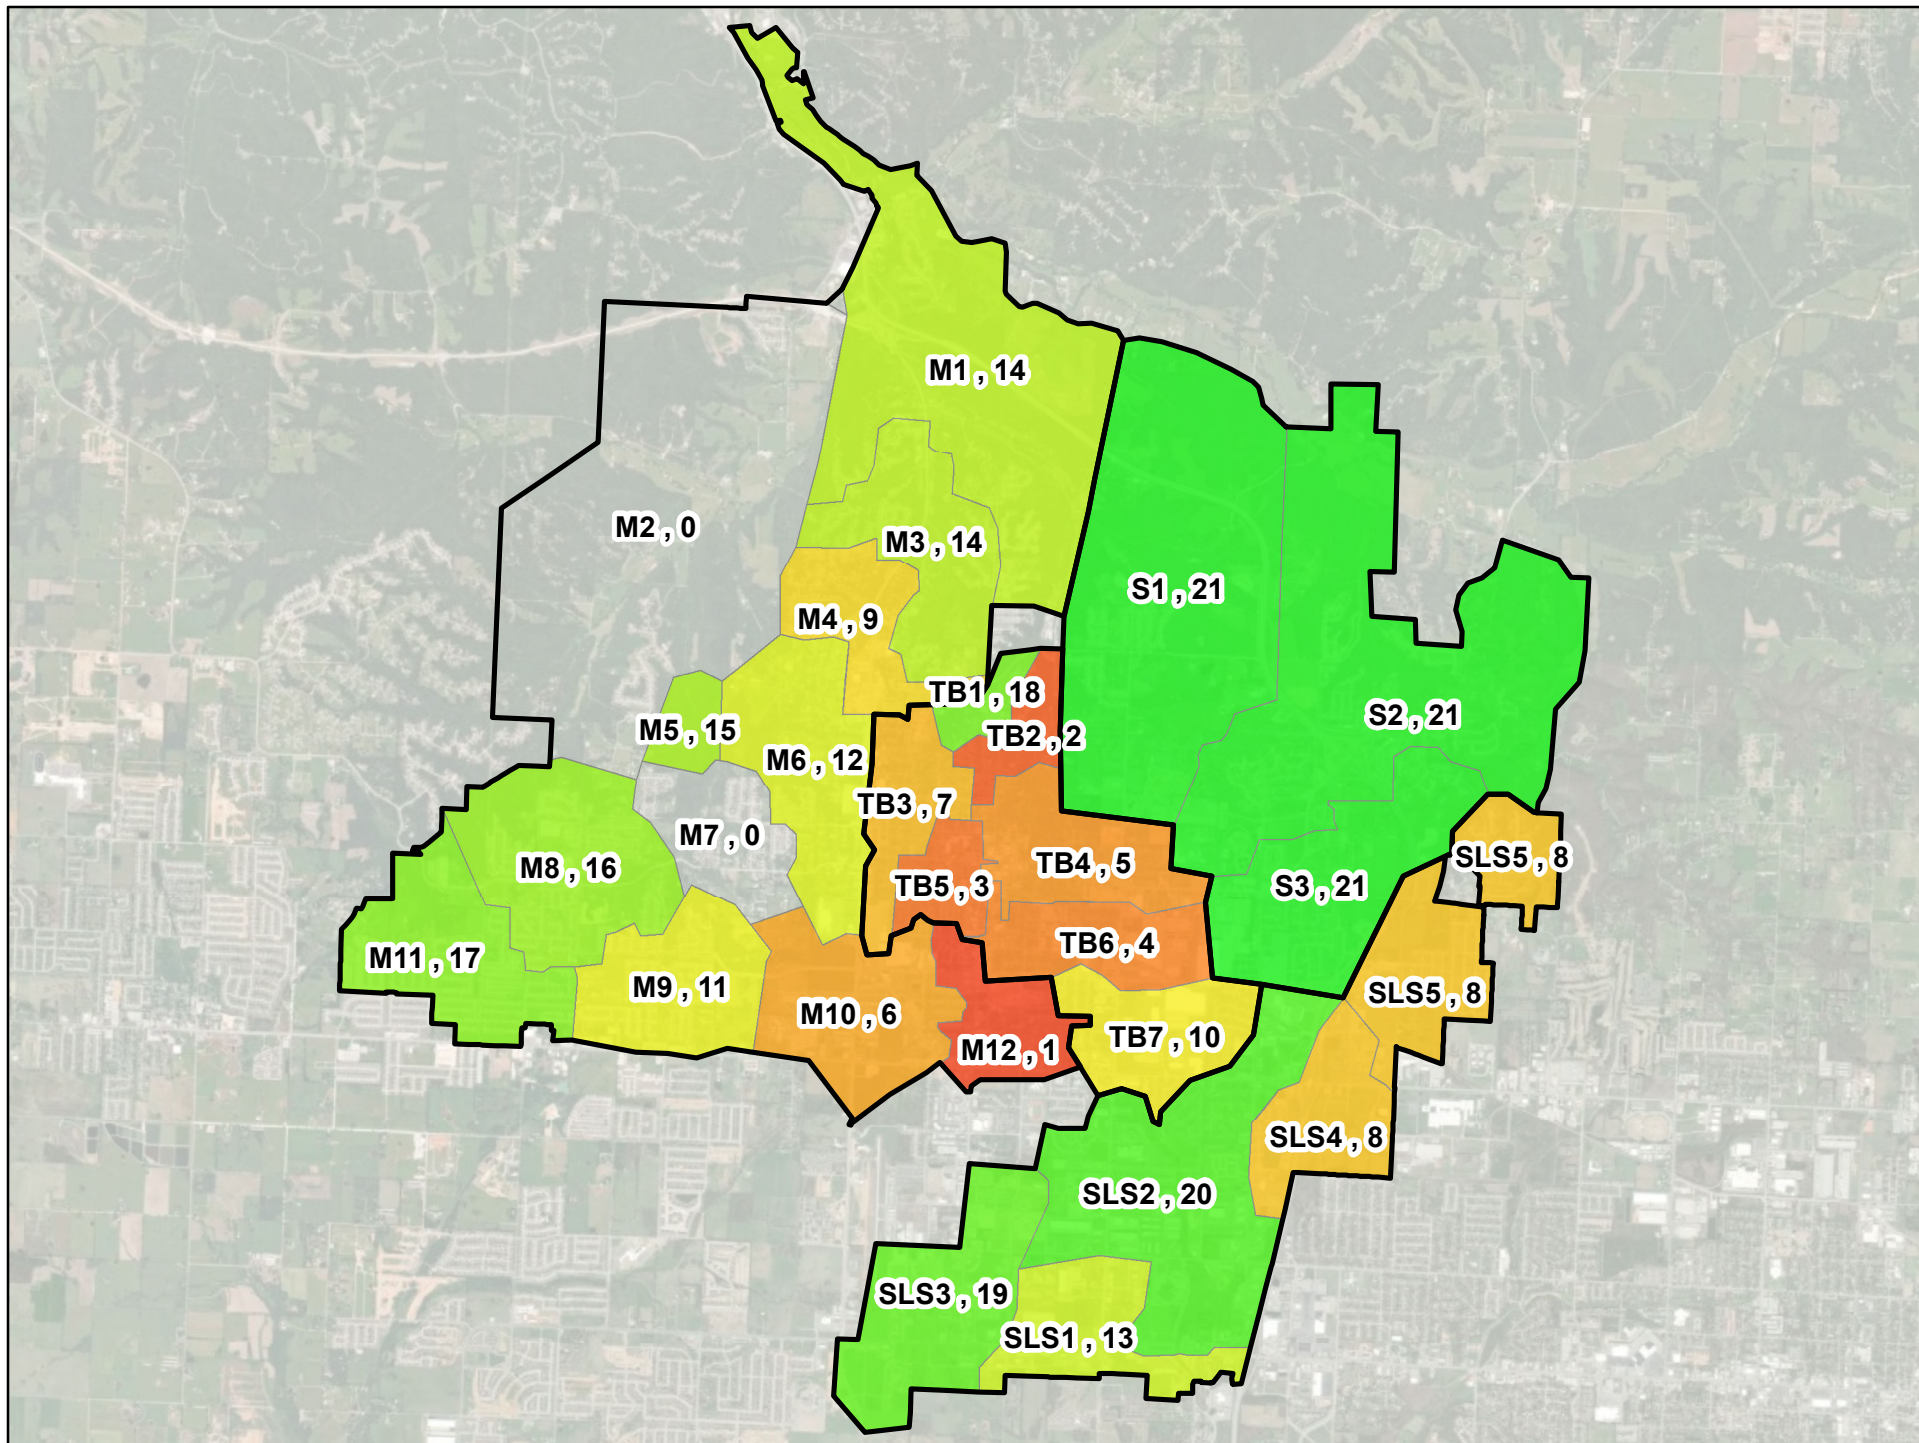 M1 , 14
M2 , 0
M3 , 14
S1 , 21
M4 , 9
TB1 , 18
S2 , 21
M5 , 15
TB2 , 2
M6 , 12
TB3 , 7
M7 , 0
SLS5 , 8
TB4 , 5
M8 , 16
TB5 , 3
S3 , 21
TB6 , 4
M11 , 17
M9 , 11
SLS5 , 8
M10 , 6
TB7 , 10
M12 , 1
SLS4 , 8
SLS2 , 20
SLS3 , 19
SLS1 , 13